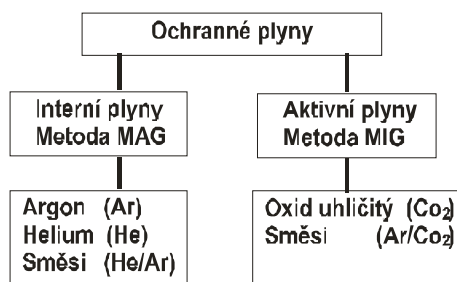 Ochranné plyny
Interní plyny
Metoda MAG
Aktivní plyny
Metoda MIG
Argon (Ar)
Helium (He)
Směsi (He/Ar)
Oxid uhličitý (Co₂)
Směsi (Ar/Co₂)